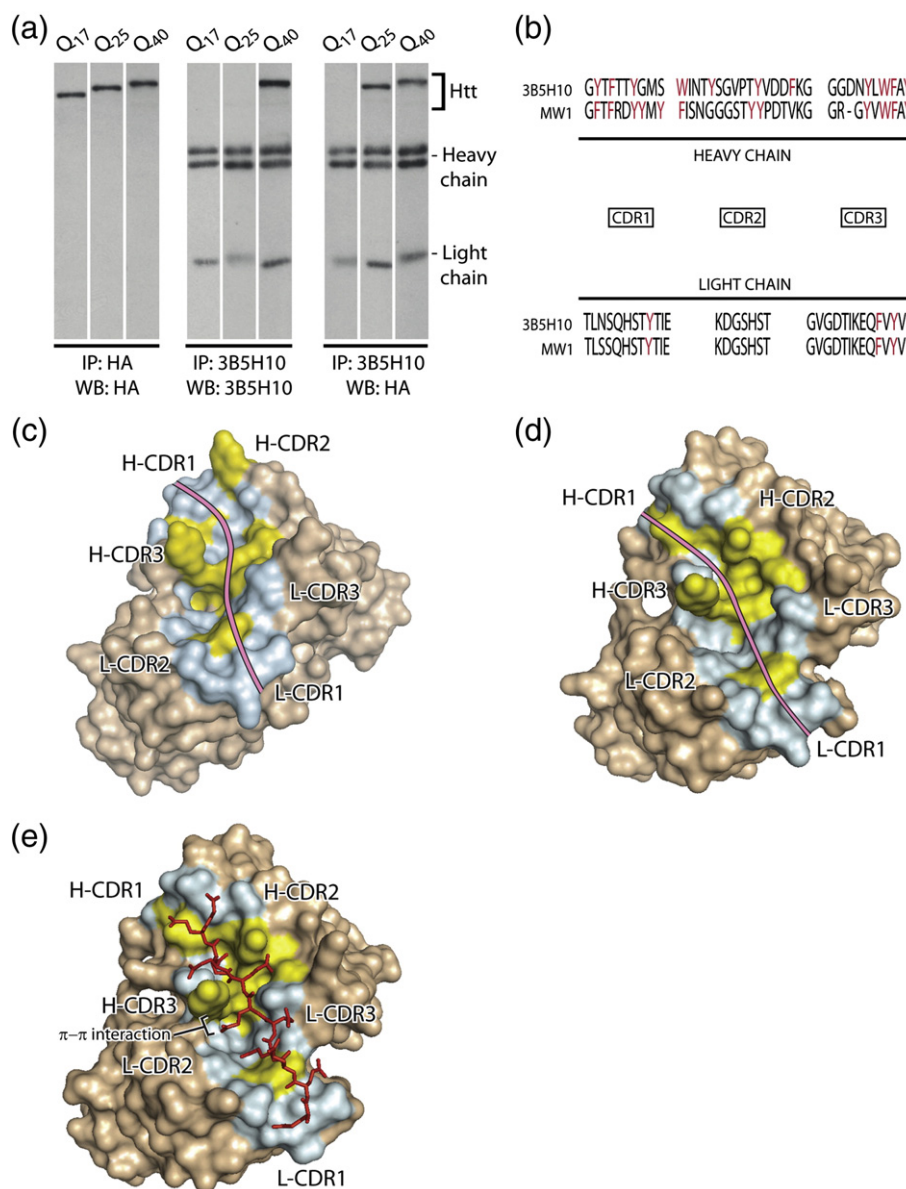 (a)
Q17 Q25 Q40 Q17 Q25 Q40 Q17 Q25 Q40
Htt
Heavy
chain
Light
chain
IP: HA
WB: HA
IP: 3B5H10
WB: 3B5H10
IP: 3B5H10
WB: HA
(b)
3B5H10 GYTFTTYGMS WINTYSGVPTYVDDFKG GGDNYLWFAY
MW1 GFTFRDYYMY FISNGGGSTYYPDTVKG GR-GYVWFAY
HEAVY CHAIN
CDR1 CDR2 CDR3
LIGHT CHAIN
3B5H10 TLNSQHSTYTIE KDGSHST GVGDTIKEQFVYV
MW1 TLSSQHSTYTIE KDGSHST GVGDTIKEQFVYV
(c)
H-CDR2
H-CDR1
H-CDR3
L-CDR3
L-CDR2
L-CDR1
(d)
H-CDR1
H-CDR2
H-CDR3
L-CDR3
L-CDR2
L-CDR1
(e)
H-CDR1
H-CDR2
H-CDR3
L-CDR3
π–π interaction
L-CDR2
L-CDR1